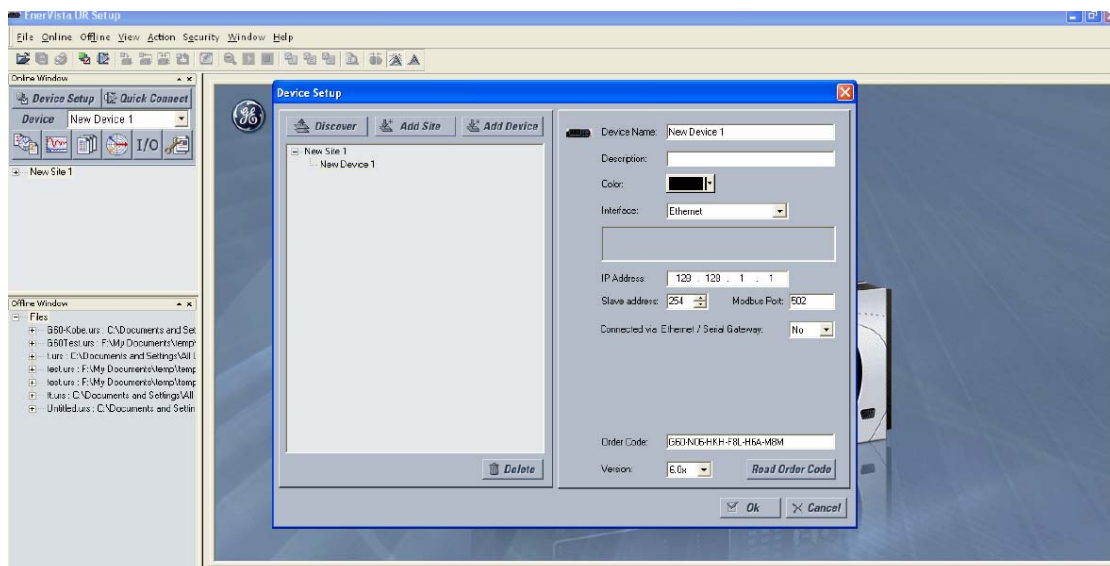 EnerVista UR Setup
File Online Offline View Action Security Window Help
Online Window
Device Setup Quick Connect
Device New Device 1
I/O
New Site 1
Offline Window
Files
G60-Kobe.urs : C:\Documents and Set
G60Test.urs : F:\My Documents\temp\
t.urs : C:\Documents and Settings\All U
test.urs : F:\My Documents\temp\temp
test.urs : F:\My Documents\temp\temp
tt.urs : C:\Documents and Settings\All
Untitled.urs : C:\Documents and Settin
Device Setup
Discover Add Site Add Device
New Site 1
New Device 1
Delete
Device Name: New Device 1
Description:
Color:
Interface: Ethernet
IP Address: 129 . 128 . 1 . 1
Slave address: 254 Modbus Port: 502
Connected via Ethernet / Serial Gateway: No
Order Code: G60-N06-HKH-F8L-H6A-M8M
Version: 6.0x Read Order Code
Ok Cancel